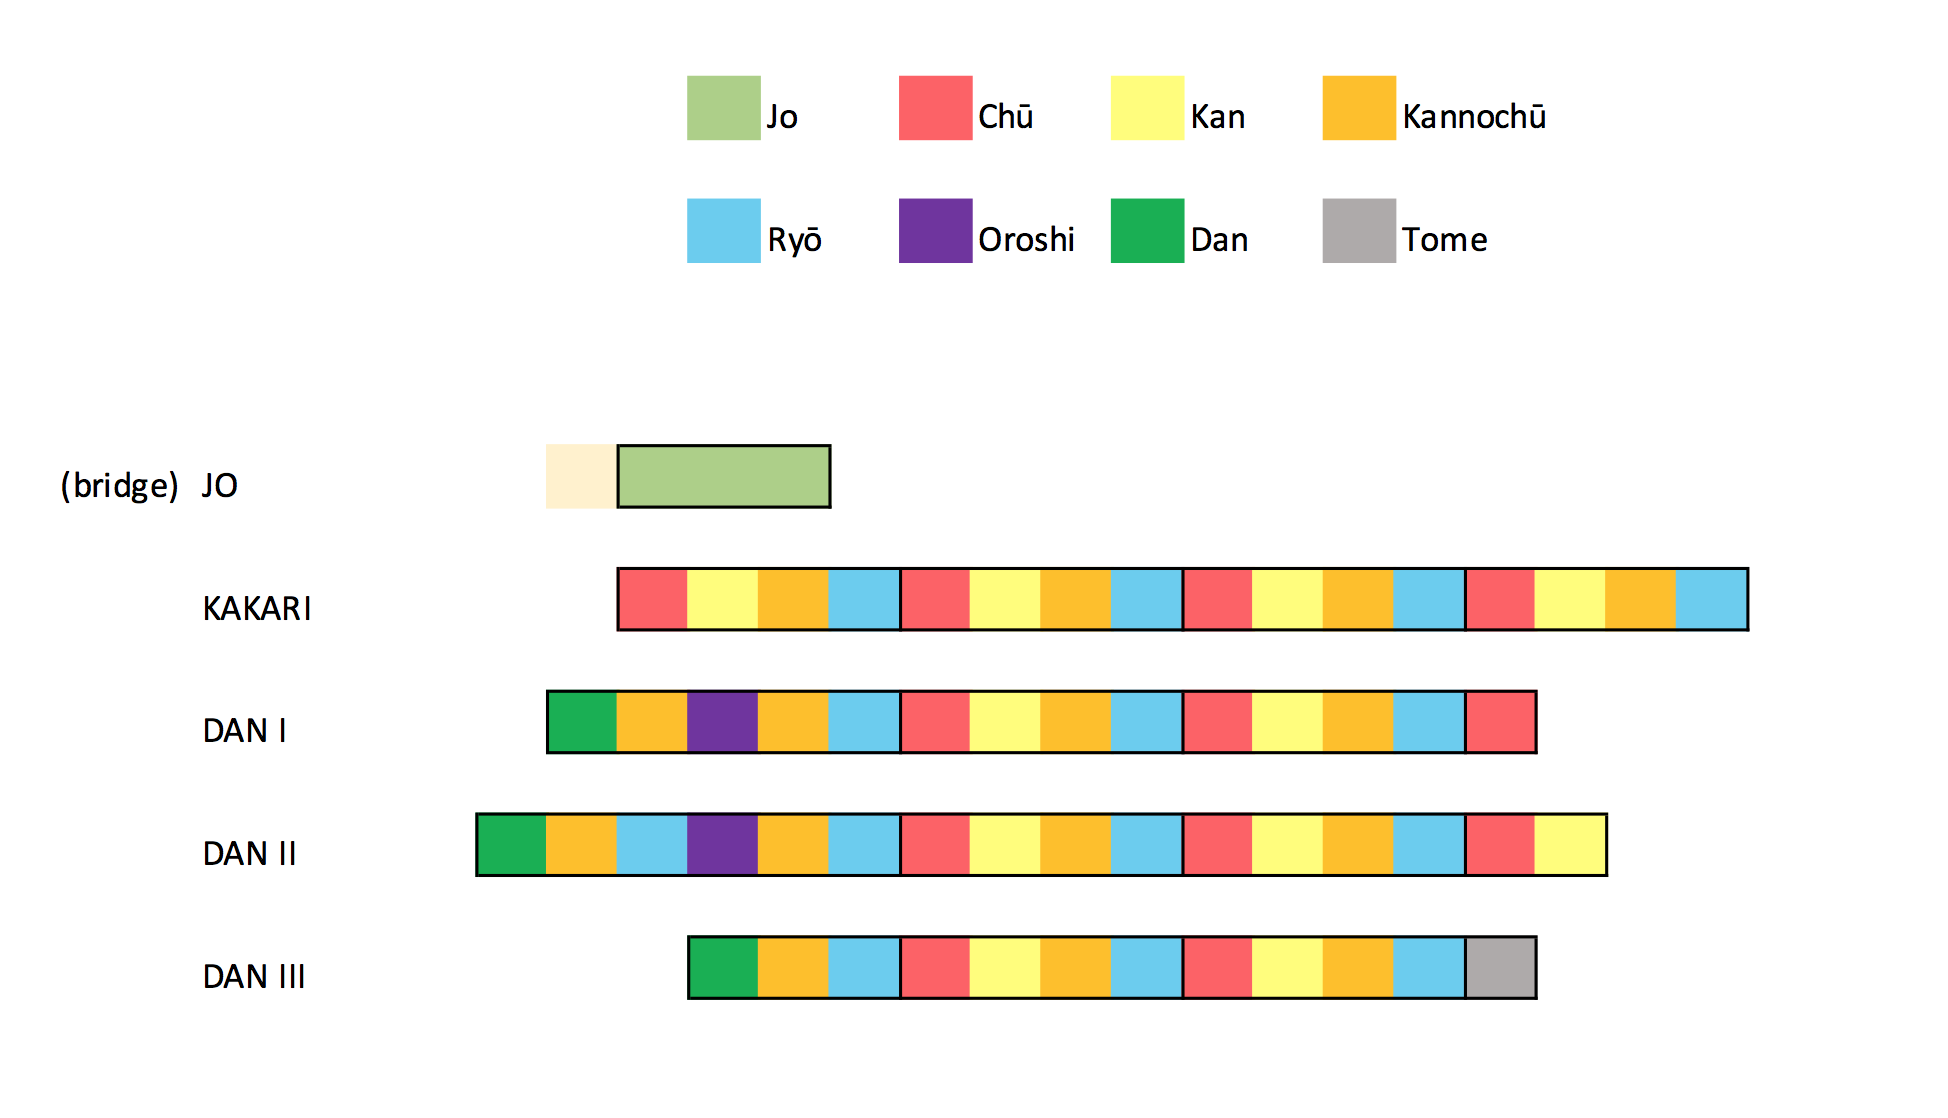 Jo Chū Kan Kannochū
Ryō Oroshi Dan Tome
(bridge) JO
KAKARI
DAN I
DAN II
DAN III